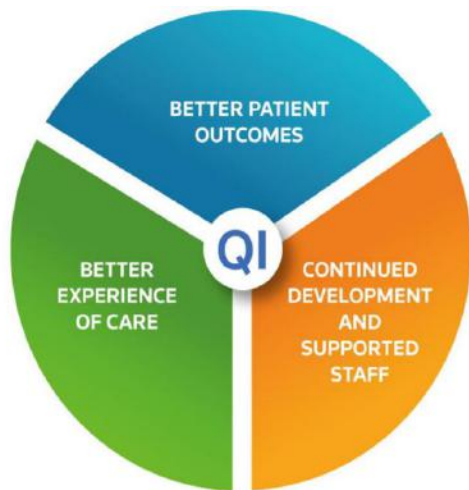 BETTER PATIENT
OUTCOMES
QI
BETTER
EXPERIENCE
OF CARE
CONTINUED
DEVELOPMENT
AND
SUPPORTED
STAFF